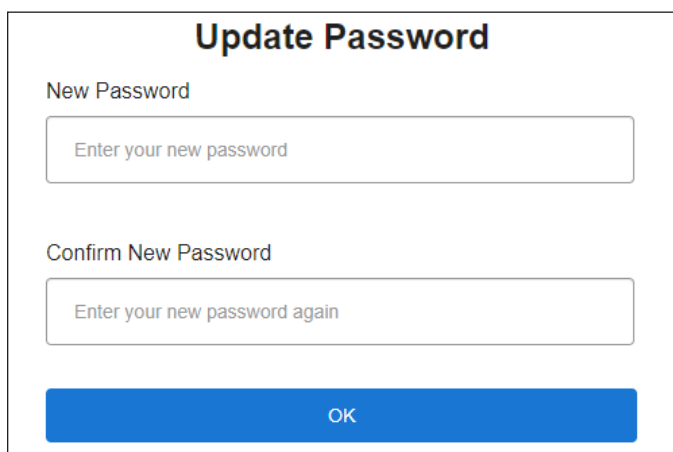 Update Password
New Password
Enter your new password
Confirm New Password
Enter your new password again
OK